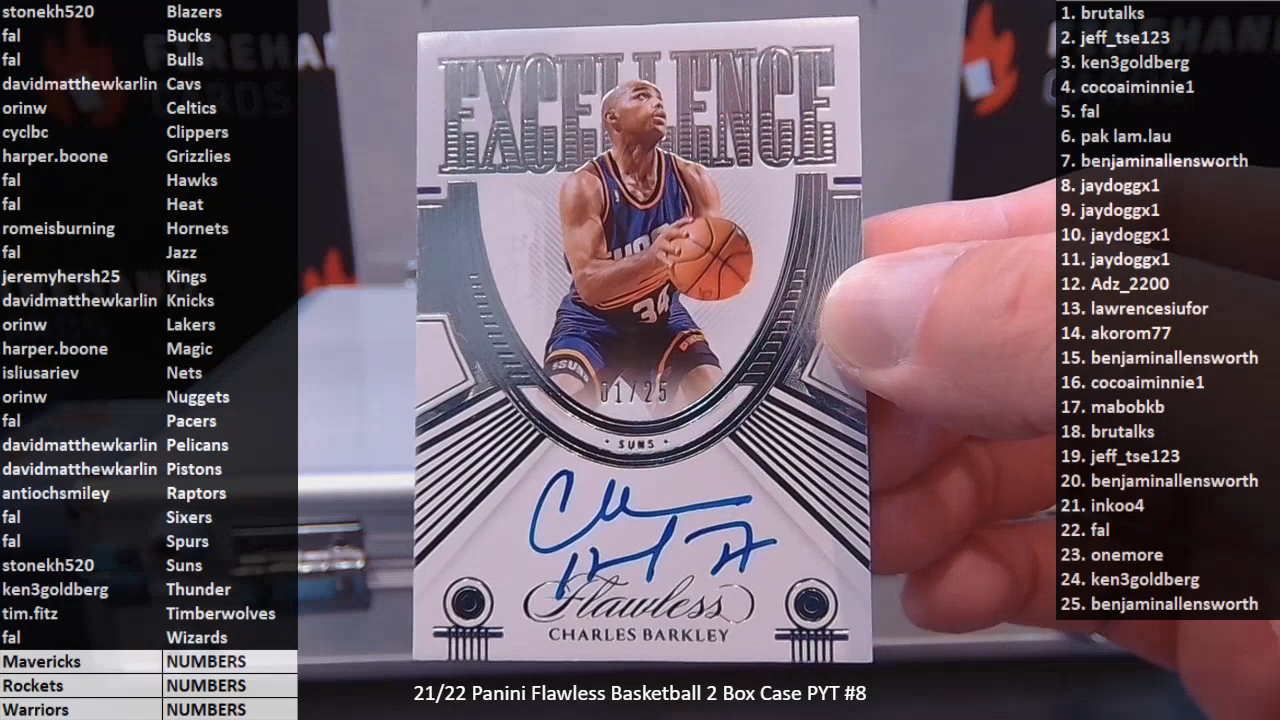 stonekh520 Blazers
fal Bucks
fal Bulls
davidmatthewkarlin Cavs
orinw Celtics
cyclbc Clippers
harper.boone Grizzlies
fal Hawks
fal Heat
romeisburning Hornets
fal Jazz
jeremyhersh25 Kings
davidmatthewkarlin Knicks
orinw Lakers
harper.boone Magic
isliusariev Nets
orinw Nuggets
fal Pacers
davidmatthewkarlin Pelicans
davidmatthewkarlin Pistons
antiochsmiley Raptors
fal Sixers
fal Spurs
stonekh520 Suns
ken3goldberg Thunder
tim.fitz Timberwolves
fal Wizards
Mavericks NUMBERS
Rockets NUMBERS
Warriors NUMBERS
EXCELLENCE
SUNS
34
01/25
• SUNS •
Flawless
CHARLES BARKLEY
21/22 Panini Flawless Basketball 2 Box Case PYT #8
1. brutalks
2. jeff_tse123
3. ken3goldberg
4. cocoaiminnie1
5. fal
6. pak lam.lau
7. benjaminallensworth
8. jaydoggx1
9. jaydoggx1
10. jaydoggx1
11. jaydoggx1
12. Adz_2200
13. lawrencesiufor
14. akorom77
15. benjaminallensworth
16. cocoaiminnie1
17. mabobkb
18. brutalks
19. jeff_tse123
20. benjaminallensworth
21. inkoo4
22. fal
23. onemore
24. ken3goldberg
25. benjaminallensworth